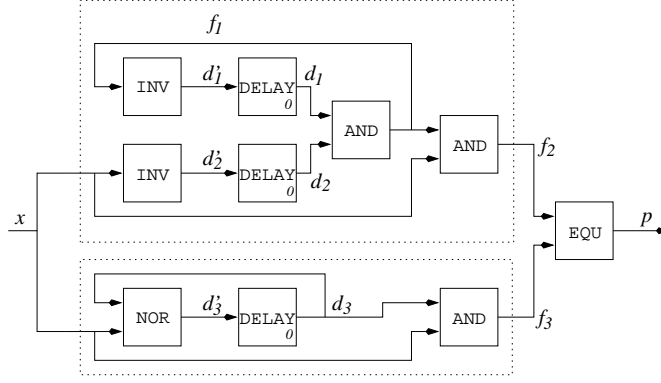 f1
INV
d'1
DELAY
0
d1
AND
AND
INV
d'2
DELAY
0
d2
f2
x
EQU
p
NOR
d'3
DELAY
0
d3
AND
f3